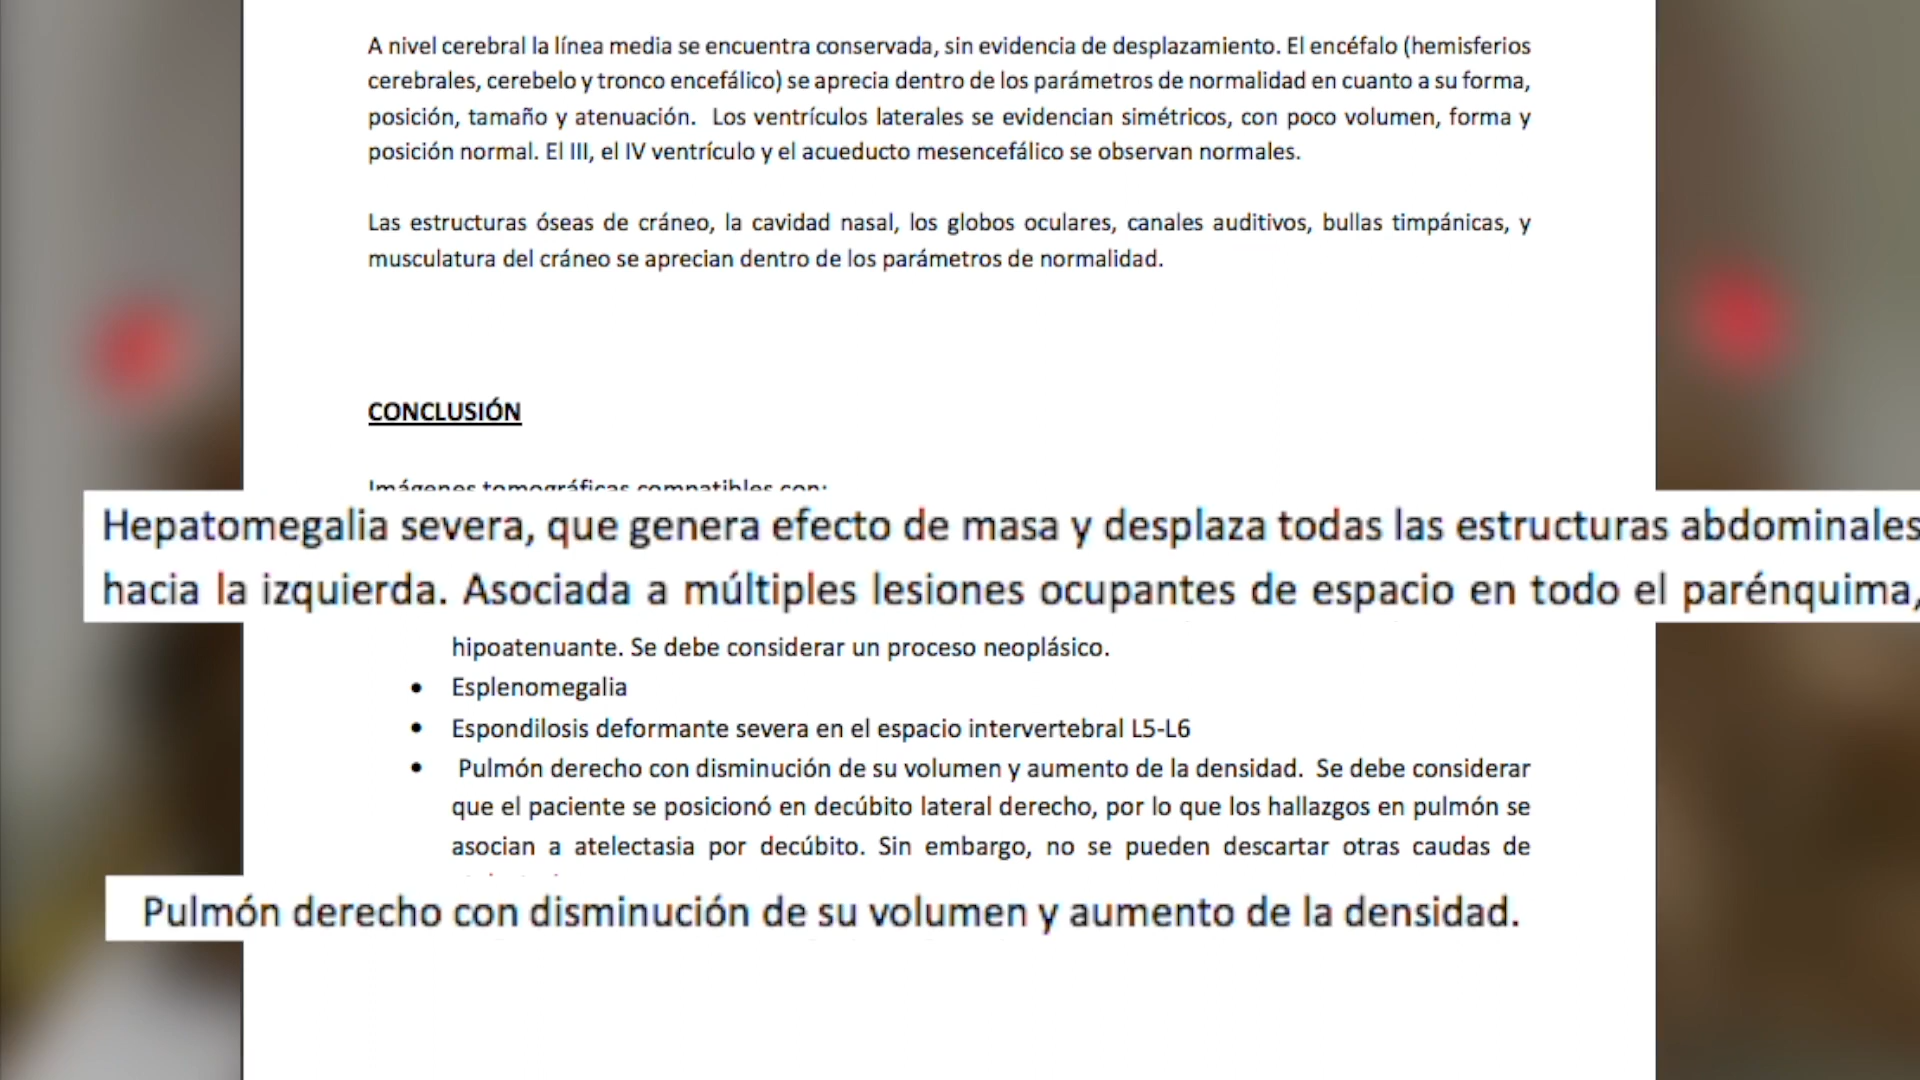 A nivel cerebral la línea media se encuentra conservada, sin evidencia de desplazamiento. El encéfalo (hemisferios
cerebrales, cerebelo y tronco encefálico) se aprecia dentro de los parámetros de normalidad en cuanto a su forma,
posición, tamaño y atenuación. Los ventrículos laterales se evidencian simétricos, con poco volumen, forma y
posición normal. El III, el IV ventrículo y el acueducto mesencefálico se observan normales.
Las estructuras óseas de cráneo, la cavidad nasal, los globos oculares, canales auditivos, bullas timpánicas, y
musculatura del cráneo se aprecian dentro de los parámetros de normalidad.
CONCLUSIÓN
Imágenes tomográficas compatibles con:
Hepatomegalia severa, que genera efecto de masa y desplaza todas las estructuras abdominales
hacia la izquierda. Asociada a múltiples lesiones ocupantes de espacio en todo el parénquima,
hipoatenuante. Se debe considerar un proceso neoplásico.
• Esplenomegalia
• Espondilosis deformante severa en el espacio intervertebral L5-L6
• Pulmón derecho con disminución de su volumen y aumento de la densidad. Se debe considerar
que el paciente se posicionó en decúbito lateral derecho, por lo que los hallazgos en pulmón se
asocian a atelectasia por decúbito. Sin embargo, no se pueden descartar otras caudas de
Pulmón derecho con disminución de su volumen y aumento de la densidad.